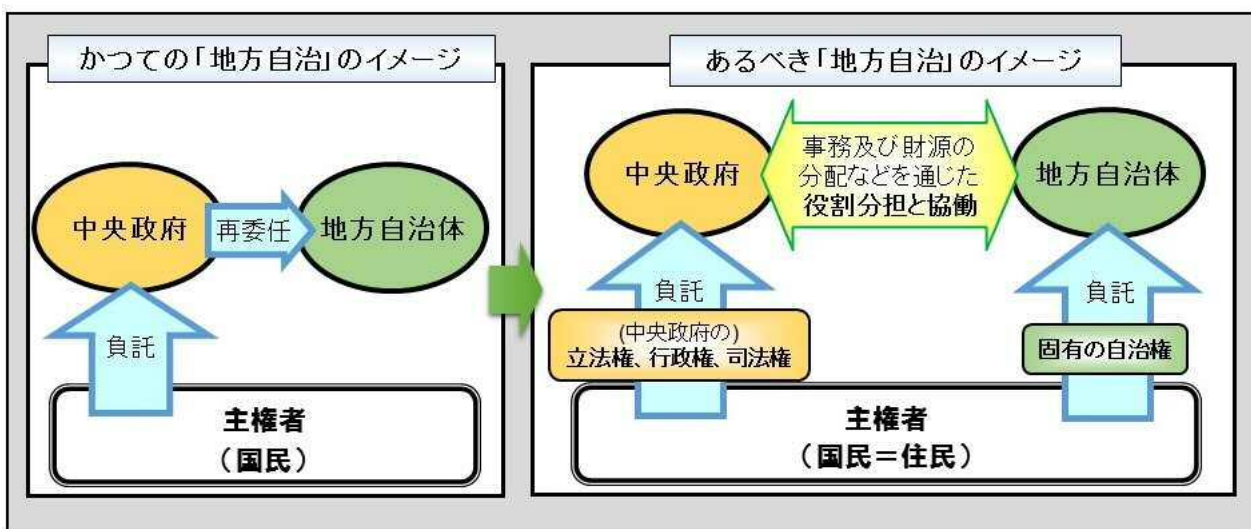 かつての「地方自治」のイメージ
中央政府
再委任
地方自治体
負託
主権者
（国民）
あるべき「地方自治」のイメージ
中央政府
事務及び財源の
分配などを通じた
役割分担と協働
地方自治体
負託
(中央政府の)
立法権、行政権、司法権
負託
固有の自治権
主権者
（国民＝住民）